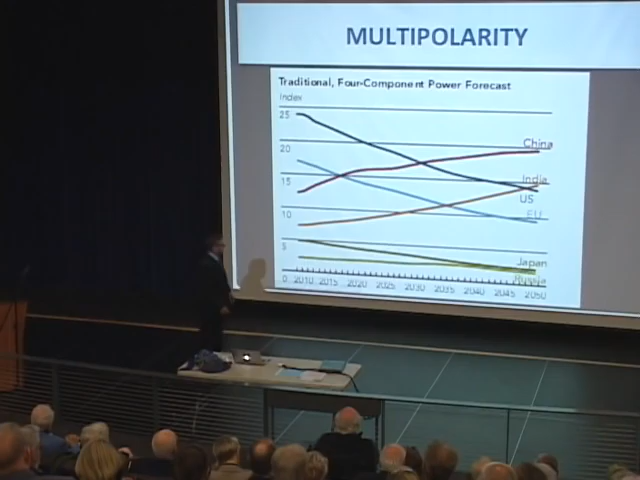 MULTIPOLARITY
Traditional, Four-Component Power Forecast
Index
25
20
15
10
5
0
China
India
US
EU
Japan
Russia
2010 2015 2020 2025 2030 2035 2040 2045 2050